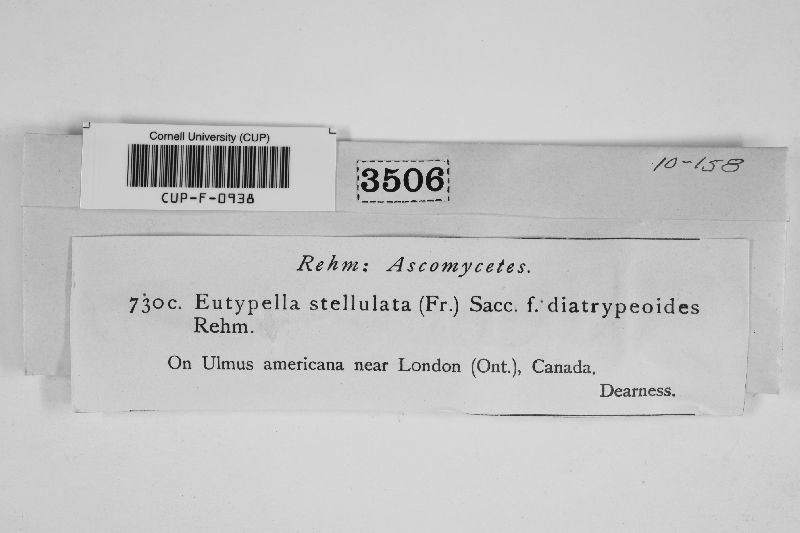 Cornell University (CUP)
CUP-F-0938
3506
10-158
Rehm: Ascomycetes.
730c. Eutypella stellulata (Fr.) Sacc. f. diatrypeoides
Rehm.
On Ulmus americana near London (Ont.), Canada,
Dearness.